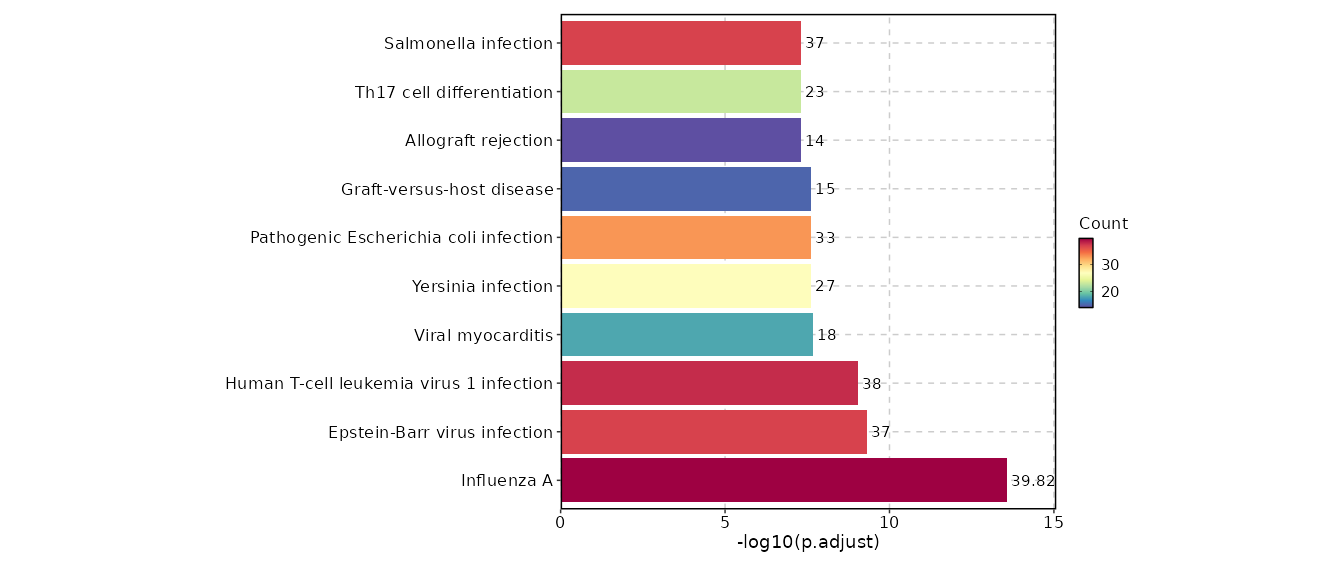 Salmonella infection 37
Th17 cell differentiation 23
Allograft rejection 14
Graft-versus-host disease 15
Pathogenic Escherichia coli infection 33
Yersinia infection 27
Viral myocarditis 18
Human T-cell leukemia virus 1 infection 38
Epstein-Barr virus infection 37
Influenza A 39.82
0 5 10 15
-log10(p.adjust)
Count
30
20